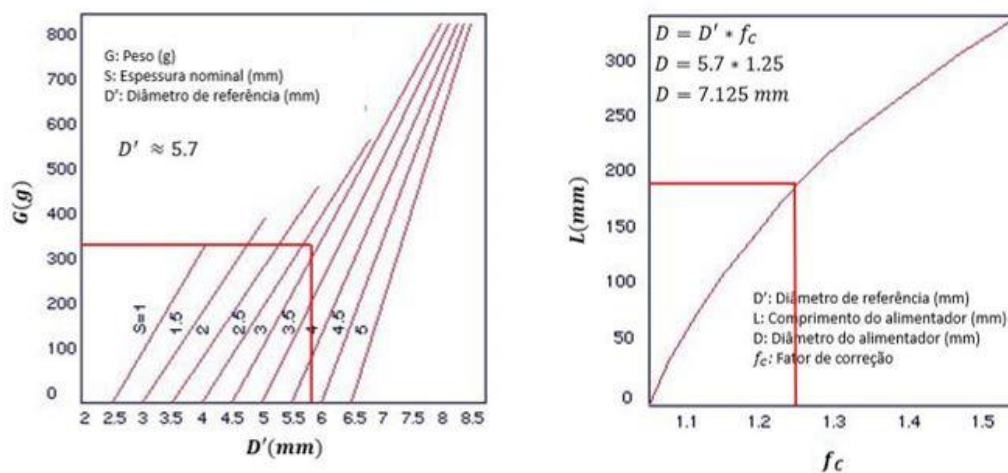 800
700
600
500
400
300
200
100
0
G(g)
G: Peso (g)
S: Espessura nominal (mm)
D': Diâmetro de referência (mm)
D' ≈ 5.7
S=1
1.5
2
2.5
3
3.5
4
4.5
5
2 2.5 3 3.5 4 4.5 5 5.5 6 6.5 7 7.5 8 8.5
D'(mm)
300
250
200
150
100
50
0
L(mm)
D = D' * f_C
D = 5.7 * 1.25
D = 7.125 mm
D': Diâmetro de referência (mm)
L: Comprimento do alimentador (mm)
D: Diâmetro do alimentador (mm)
f_C: Fator de correção
1.1 1.2 1.3 1.4 1.5
f_C